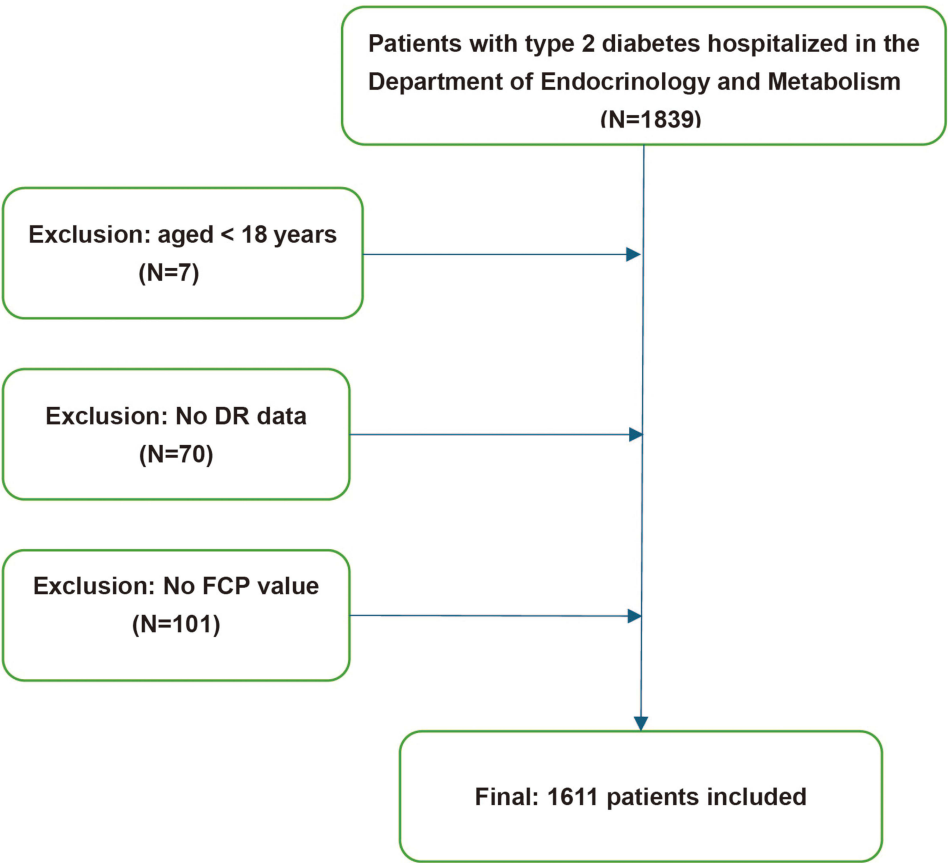 Patients with type 2 diabetes hospitalized in the
Department of Endocrinology and Metabolism
(N=1839)
Exclusion: aged < 18 years
(N=7)
Exclusion: No DR data
(N=70)
Exclusion: No FCP value
(N=101)
Final: 1611 patients included